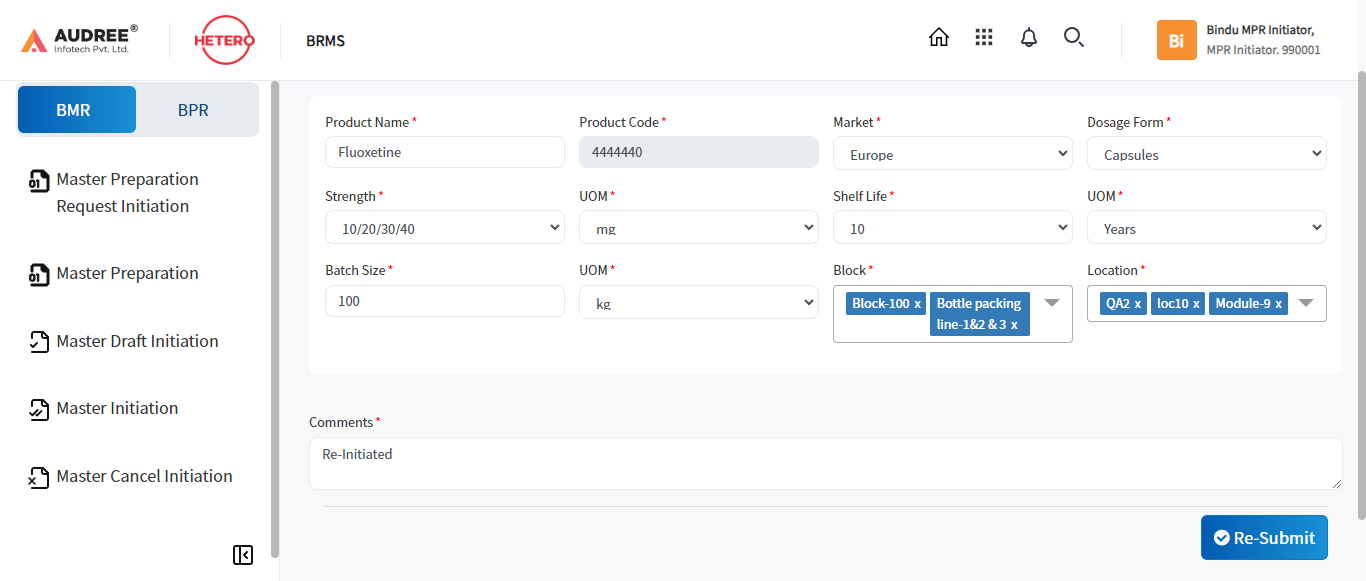 AUDREE®
Infotech Pvt. Ltd.
HETERO
BRMS
Bi
Bindu MPR Initiator,
MPR Initiator. 990001
BMR
BPR
Master Preparation
Request Initiation
Master Preparation
Master Draft Initiation
Master Initiation
Master Cancel Initiation
Product Name *
Product Code *
Market *
Dosage Form *
Fluoxetine
4444440
Europe
Capsules
Strength *
UOM *
Shelf Life *
UOM *
10/20/30/40
mg
10
Years
Batch Size *
UOM *
Block *
Location *
100
kg
Block-100 x
Bottle packing
line-1&2 & 3 x
QA2 x
loc10 x
Module-9 x
Comments *
Re-Initiated
Re-Submit